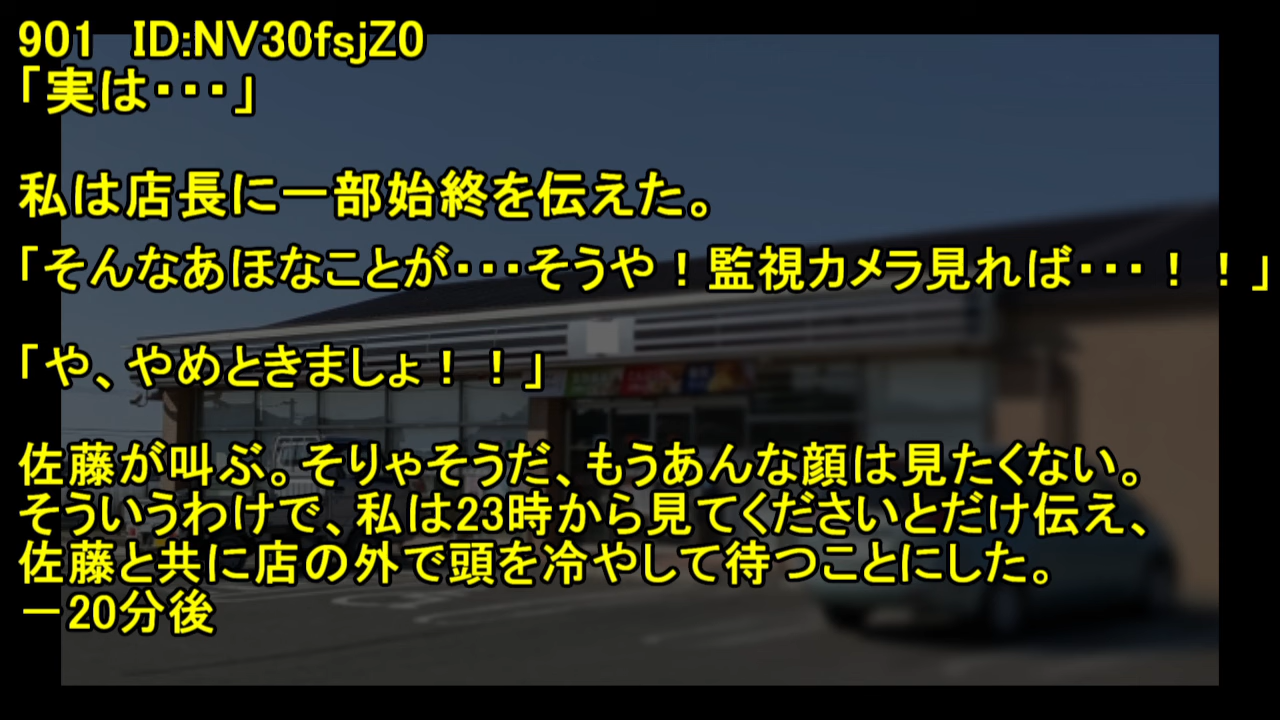 901　ID:NV30fsjZ0
「実は・・・」
私は店長に一部始終を伝えた。
「そんなあほなことが・・・そうや！監視カメラ見れば・・・！！」
「や、やめときましょ！！」
佐藤が叫ぶ。そりゃそうだ、もうあんな顔は見たくない。
そういうわけで、私は23時から見てくださいとだけ伝え、
佐藤と共に店の外で頭を冷やして待つことにした。
－20分後